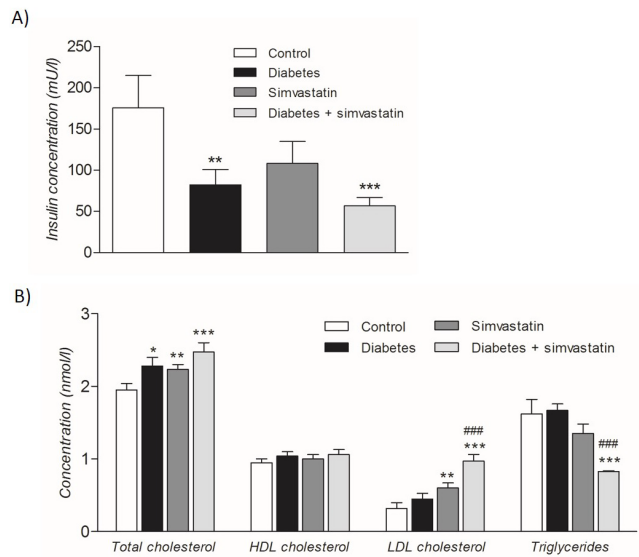 A)
250
200
150
100
50
0
Insulin concentration (mU/l)
Control
Diabetes
Simvastatin
Diabetes + simvastatin
**
***
B)
3
2
1
0
Concentration (nmol/l)
Control
Diabetes
Simvastatin
Diabetes + simvastatin
*
**
***
**
###
***
###
***
Total cholesterol
HDL cholesterol
LDL cholesterol
Triglycerides